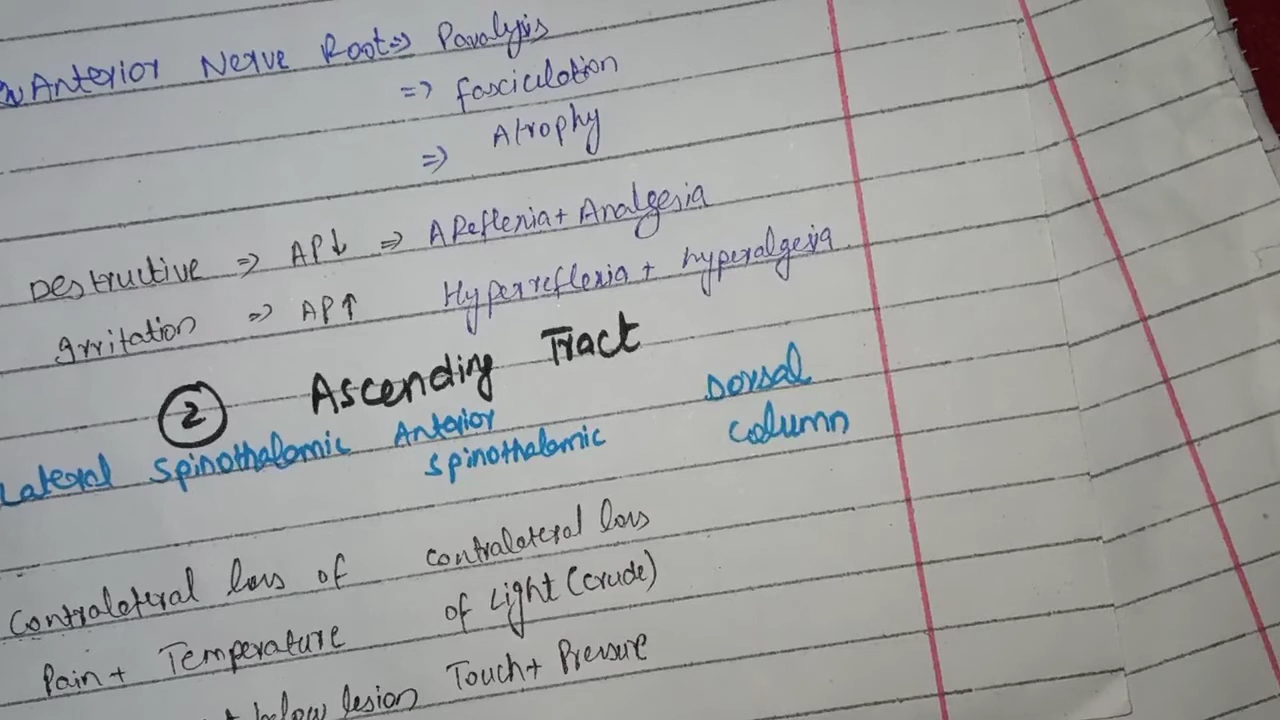 Anterior Nerve Root => Paralysis
=> fasciculation
=> Atrophy
Destructive => AP↓ => AReflexia + Analgesia
Irritation => AP↑ Hyperreflexia + hyperalgesia
2 Ascending Tract
Lateral Spinothalamic Anterior Spinothalamic Dorsal column
Contralateral loss of
Pain + Temperature
below lesion
contralateral loss
of Light (crude)
Touch + Pressure